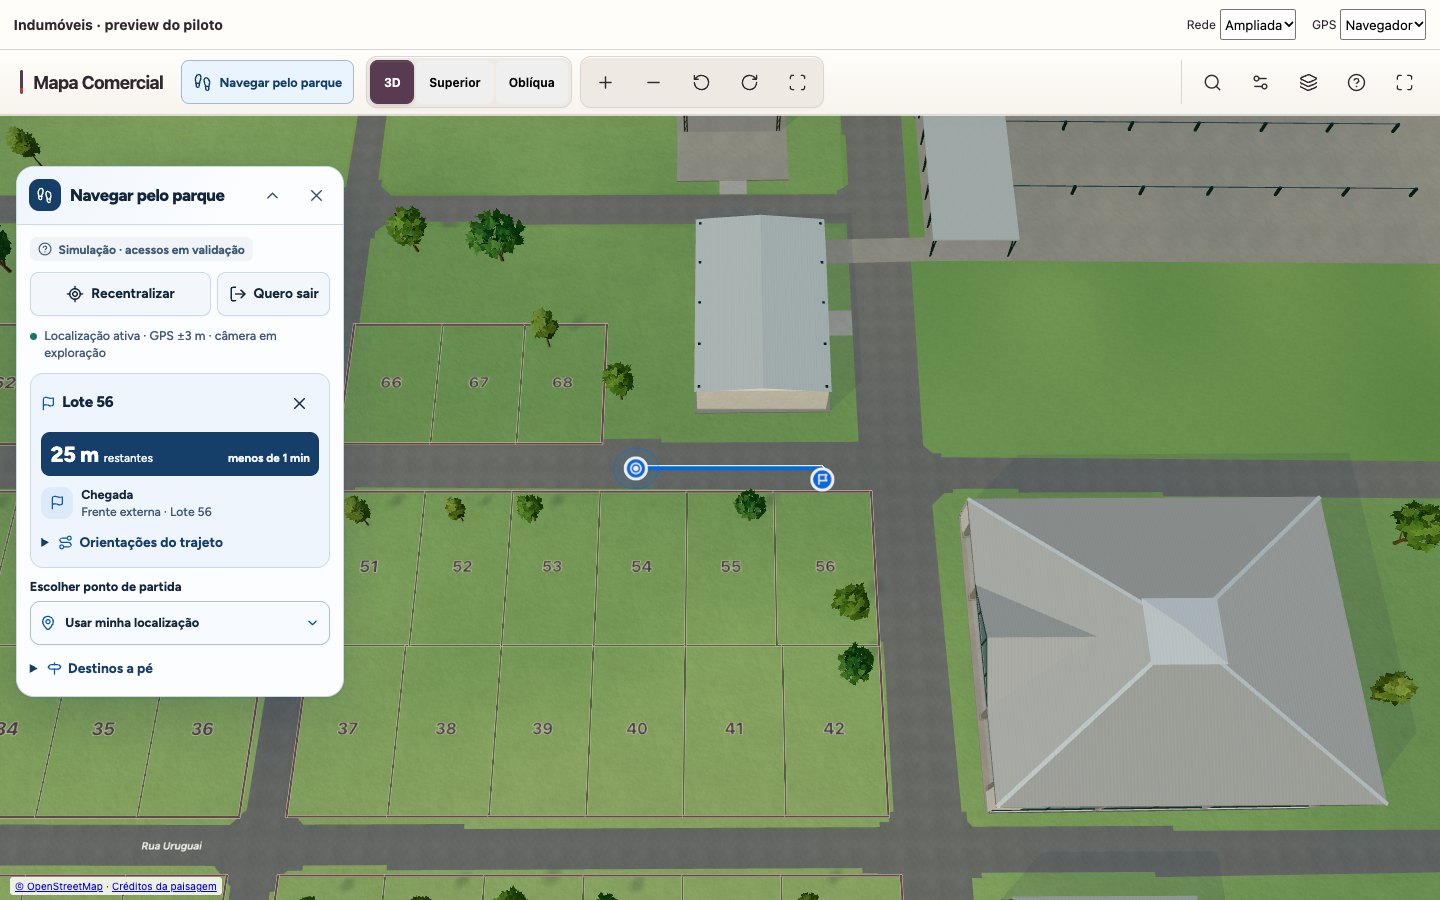 Indumóveis · preview do piloto
Rede Ampliada GPS Navegador
Mapa Comercial Navegar pelo parque 3D Superior Oblíqua
Navegar pelo parque
Simulação · acessos em validação
Recentralizar Quero sair
Localização ativa · GPS ±3 m · câmera em
exploração
Lote 56
25 m restantes menos de 1 min
Chegada
Frente externa · Lote 56
Orientações do trajeto
Escolher ponto de partida
Usar minha localização
Destinos a pé
66 67 68
51 52 53 54 55 56
35 36 37 38 39 40 41 42
Rua Uruguai
© OpenStreetMap · Créditos da paisagem